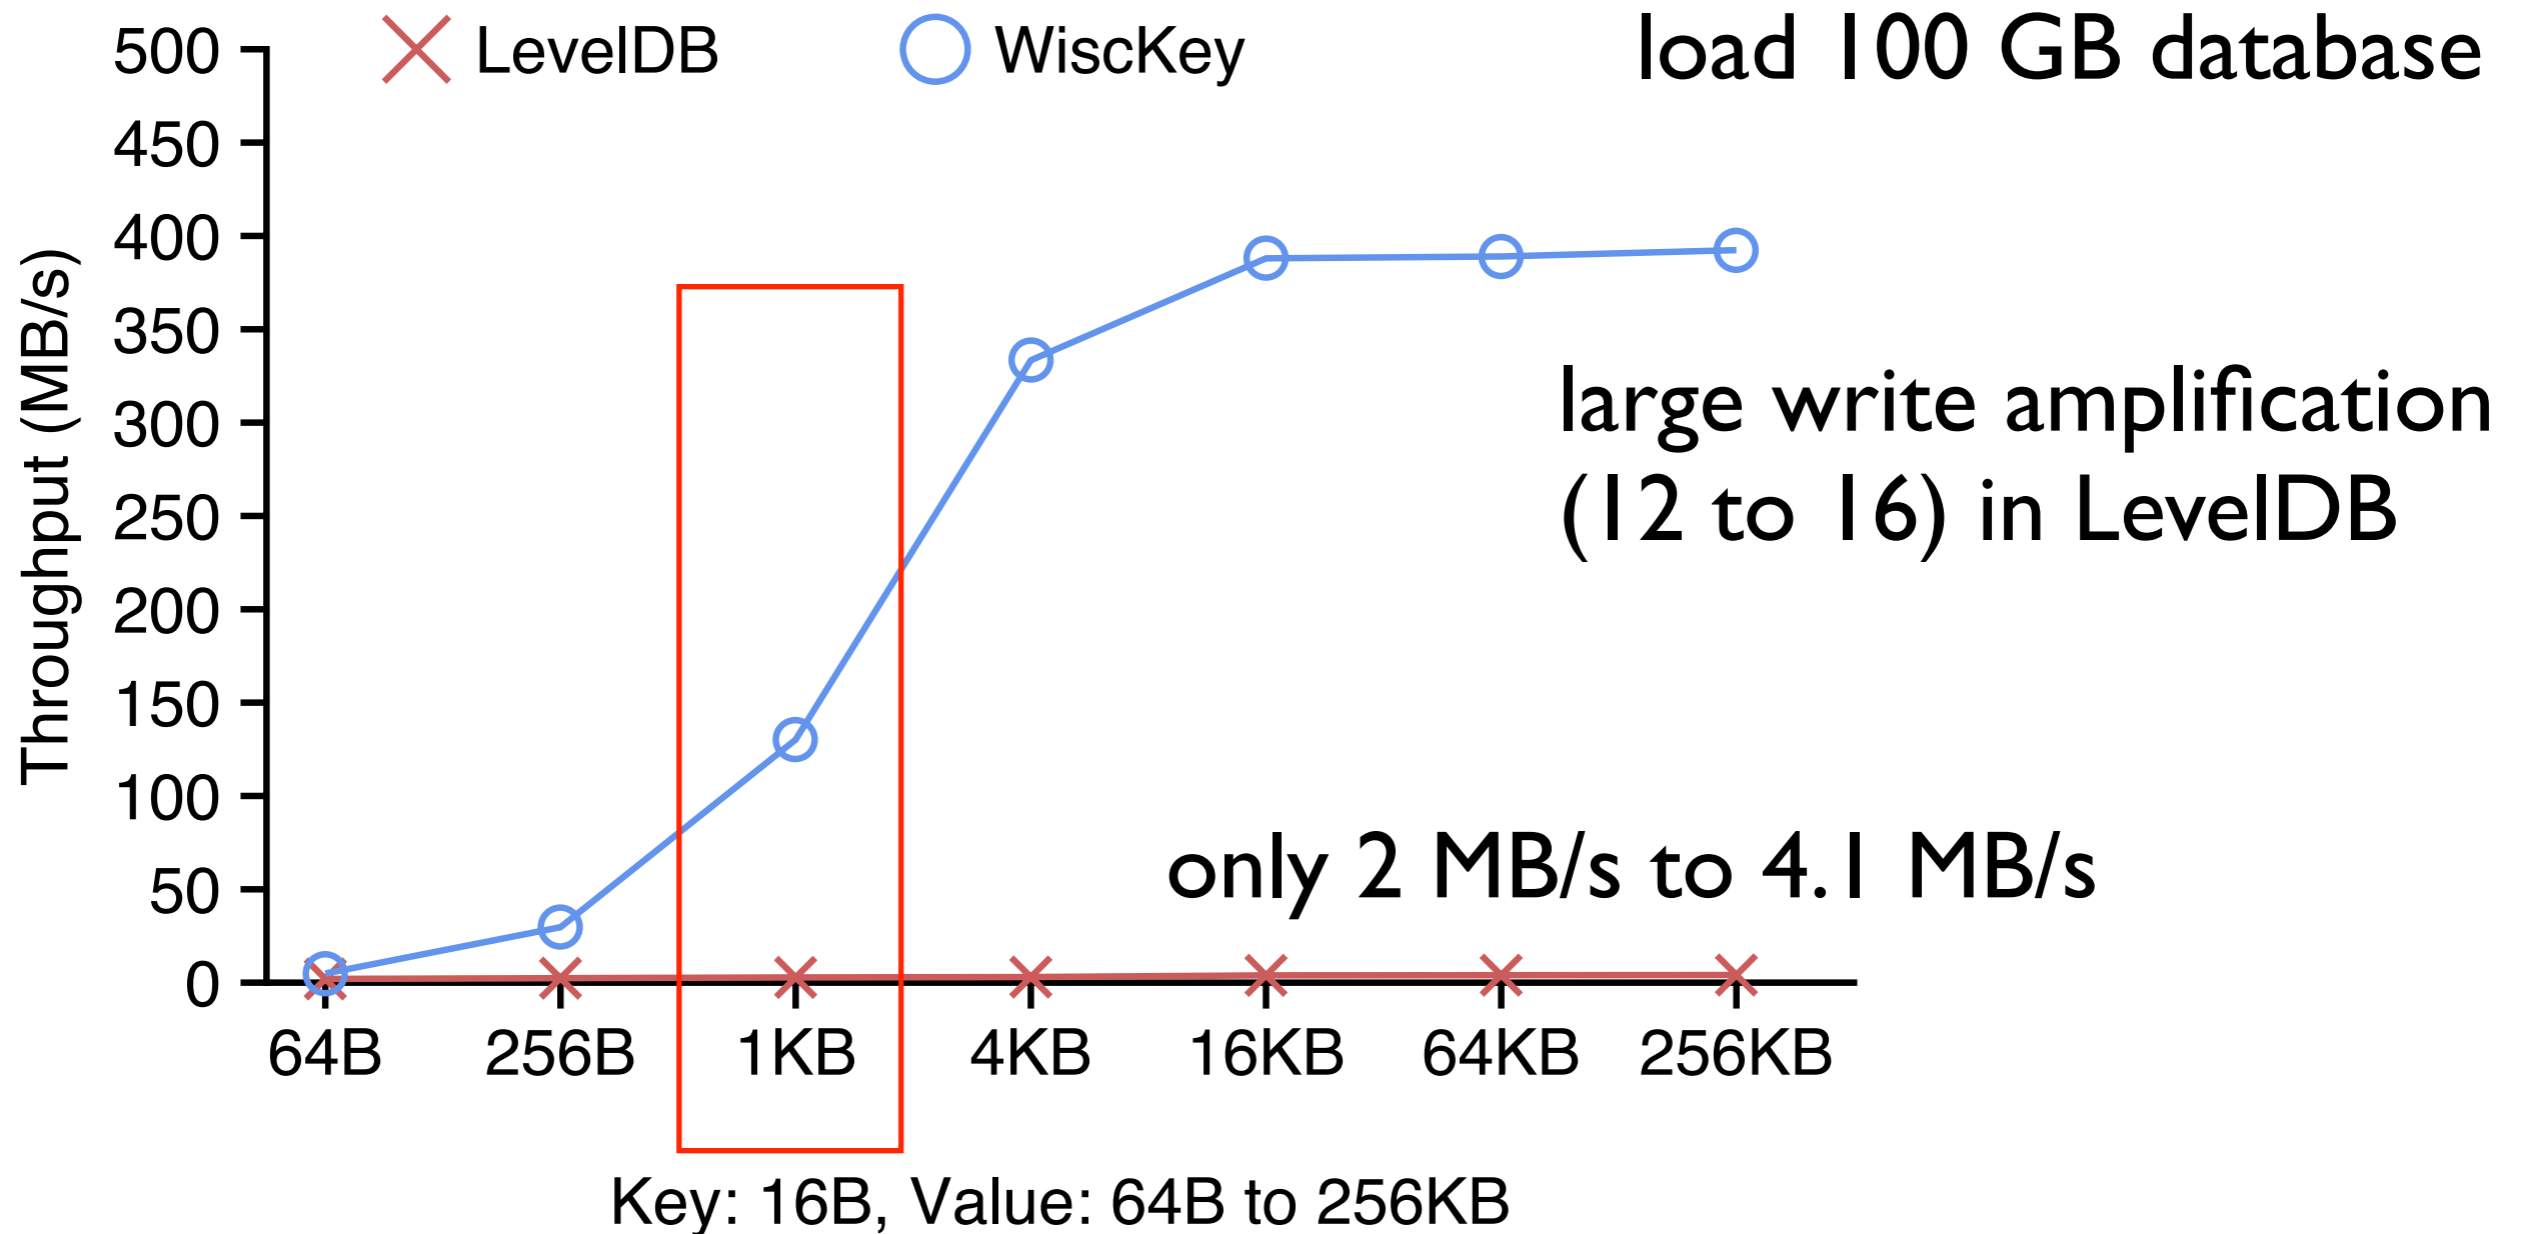 LevelDB
WiscKey
load 100 GB database
Throughput (MB/s)
500
450
400
350
300
250
200
150
100
50
0
large write amplification
(12 to 16) in LevelDB
only 2 MB/s to 4.1 MB/s
64B
256B
1KB
4KB
16KB
64KB
256KB
Key: 16B, Value: 64B to 256KB